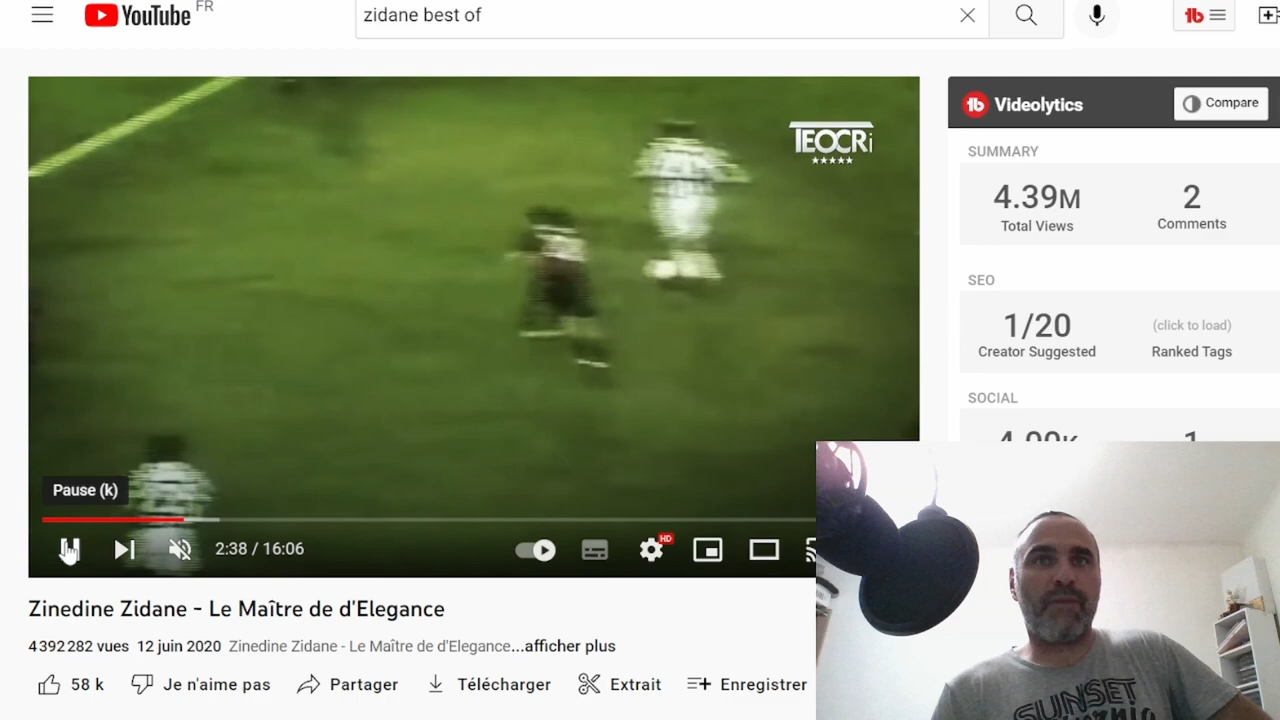 YouTube FR
zidane best of
TEOCRi
Videolytics
Compare
SUMMARY
4.39M
Total Views
2
Comments
SEO
1/20
Creator Suggested
(click to load)
Ranked Tags
SOCIAL
Pause (k)
2:38 / 16:06
HD
Zinedine Zidane - Le Maître de d'Elegance
4 392 282 vues 12 juin 2020 Zinedine Zidane - Le Maître de d'Elegance...afficher plus
58 k Je n'aime pas Partager Télécharger Extrait Enregistrer
SUNSET